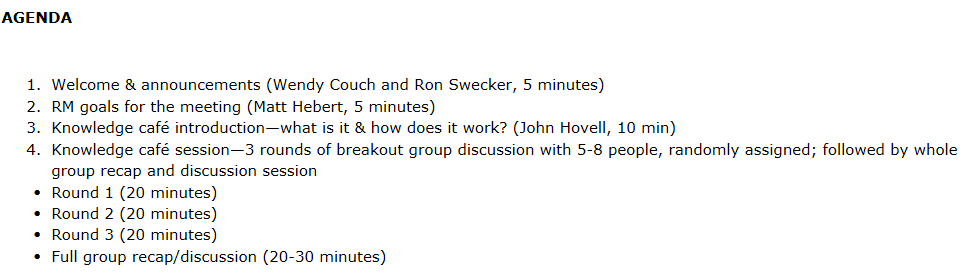 AGENDA
1. Welcome & announcements (Wendy Couch and Ron Swecker, 5 minutes)
2. RM goals for the meeting (Matt Hebert, 5 minutes)
3. Knowledge café introduction—what is it & how does it work? (John Hovell, 10 min)
4. Knowledge café session—3 rounds of breakout group discussion with 5-8 people, randomly assigned; followed by whole
group recap and discussion session
• Round 1 (20 minutes)
• Round 2 (20 minutes)
• Round 3 (20 minutes)
• Full group recap/discussion (20-30 minutes)